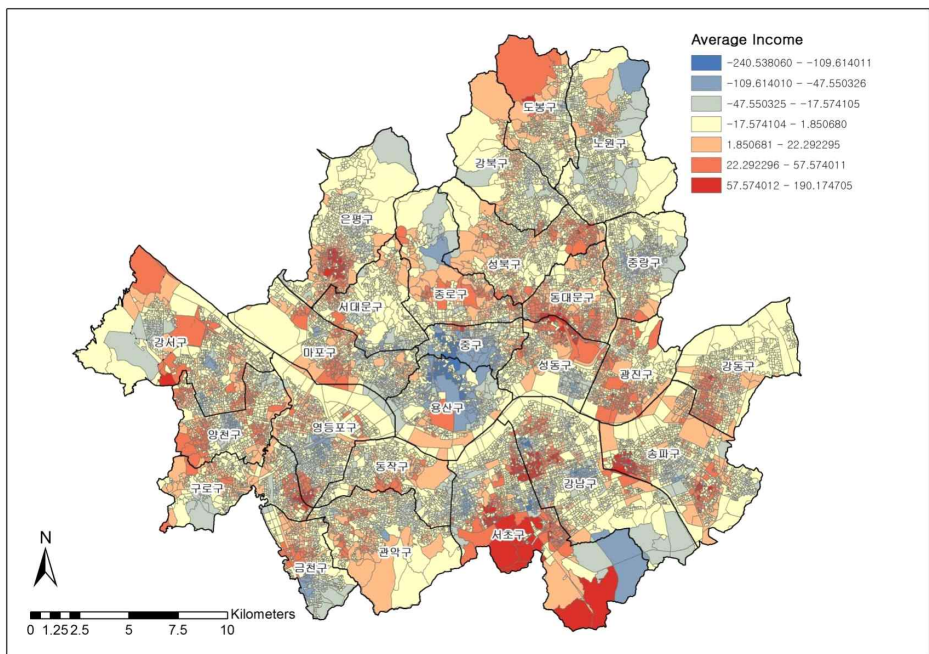 Average Income
-240.538060 - -109.614011
-109.614010 - -47.550326
-47.550325 - -17.574105
-17.574104 - 1.850680
1.850681 - 22.292295
22.292296 - 57.574011
57.574012 - 190.174705
도봉구
노원구
강북구
은평구
성북구
중랑구
종로구
동대문구
서대문구
강서구
마포구
중구
성동구
광진구
강동구
용산구
양천구
영등포구
동작구
송파구
강남구
구로구
서초구
관악구
금천구
N
Kilometers
0 1.25 2.5 5 7.5 10